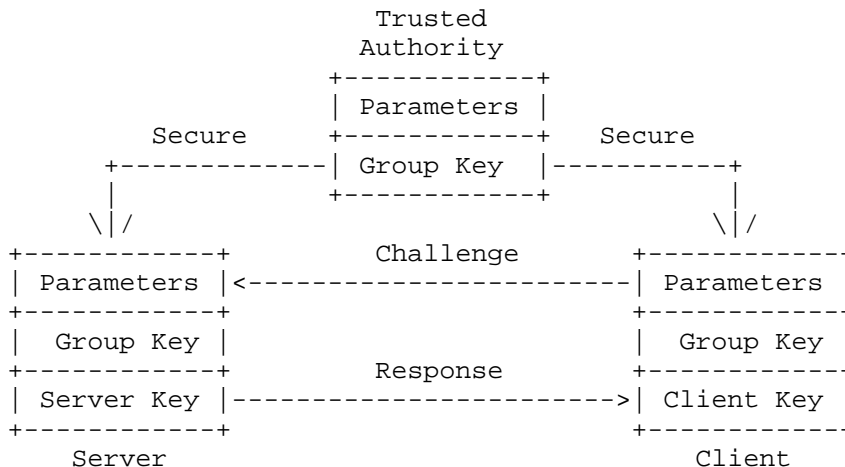 Trusted
Authority
Parameters
Secure Secure
Group Key
Challenge
Parameters Parameters
Group Key Group Key
Response
Server Key Client Key
Server Client